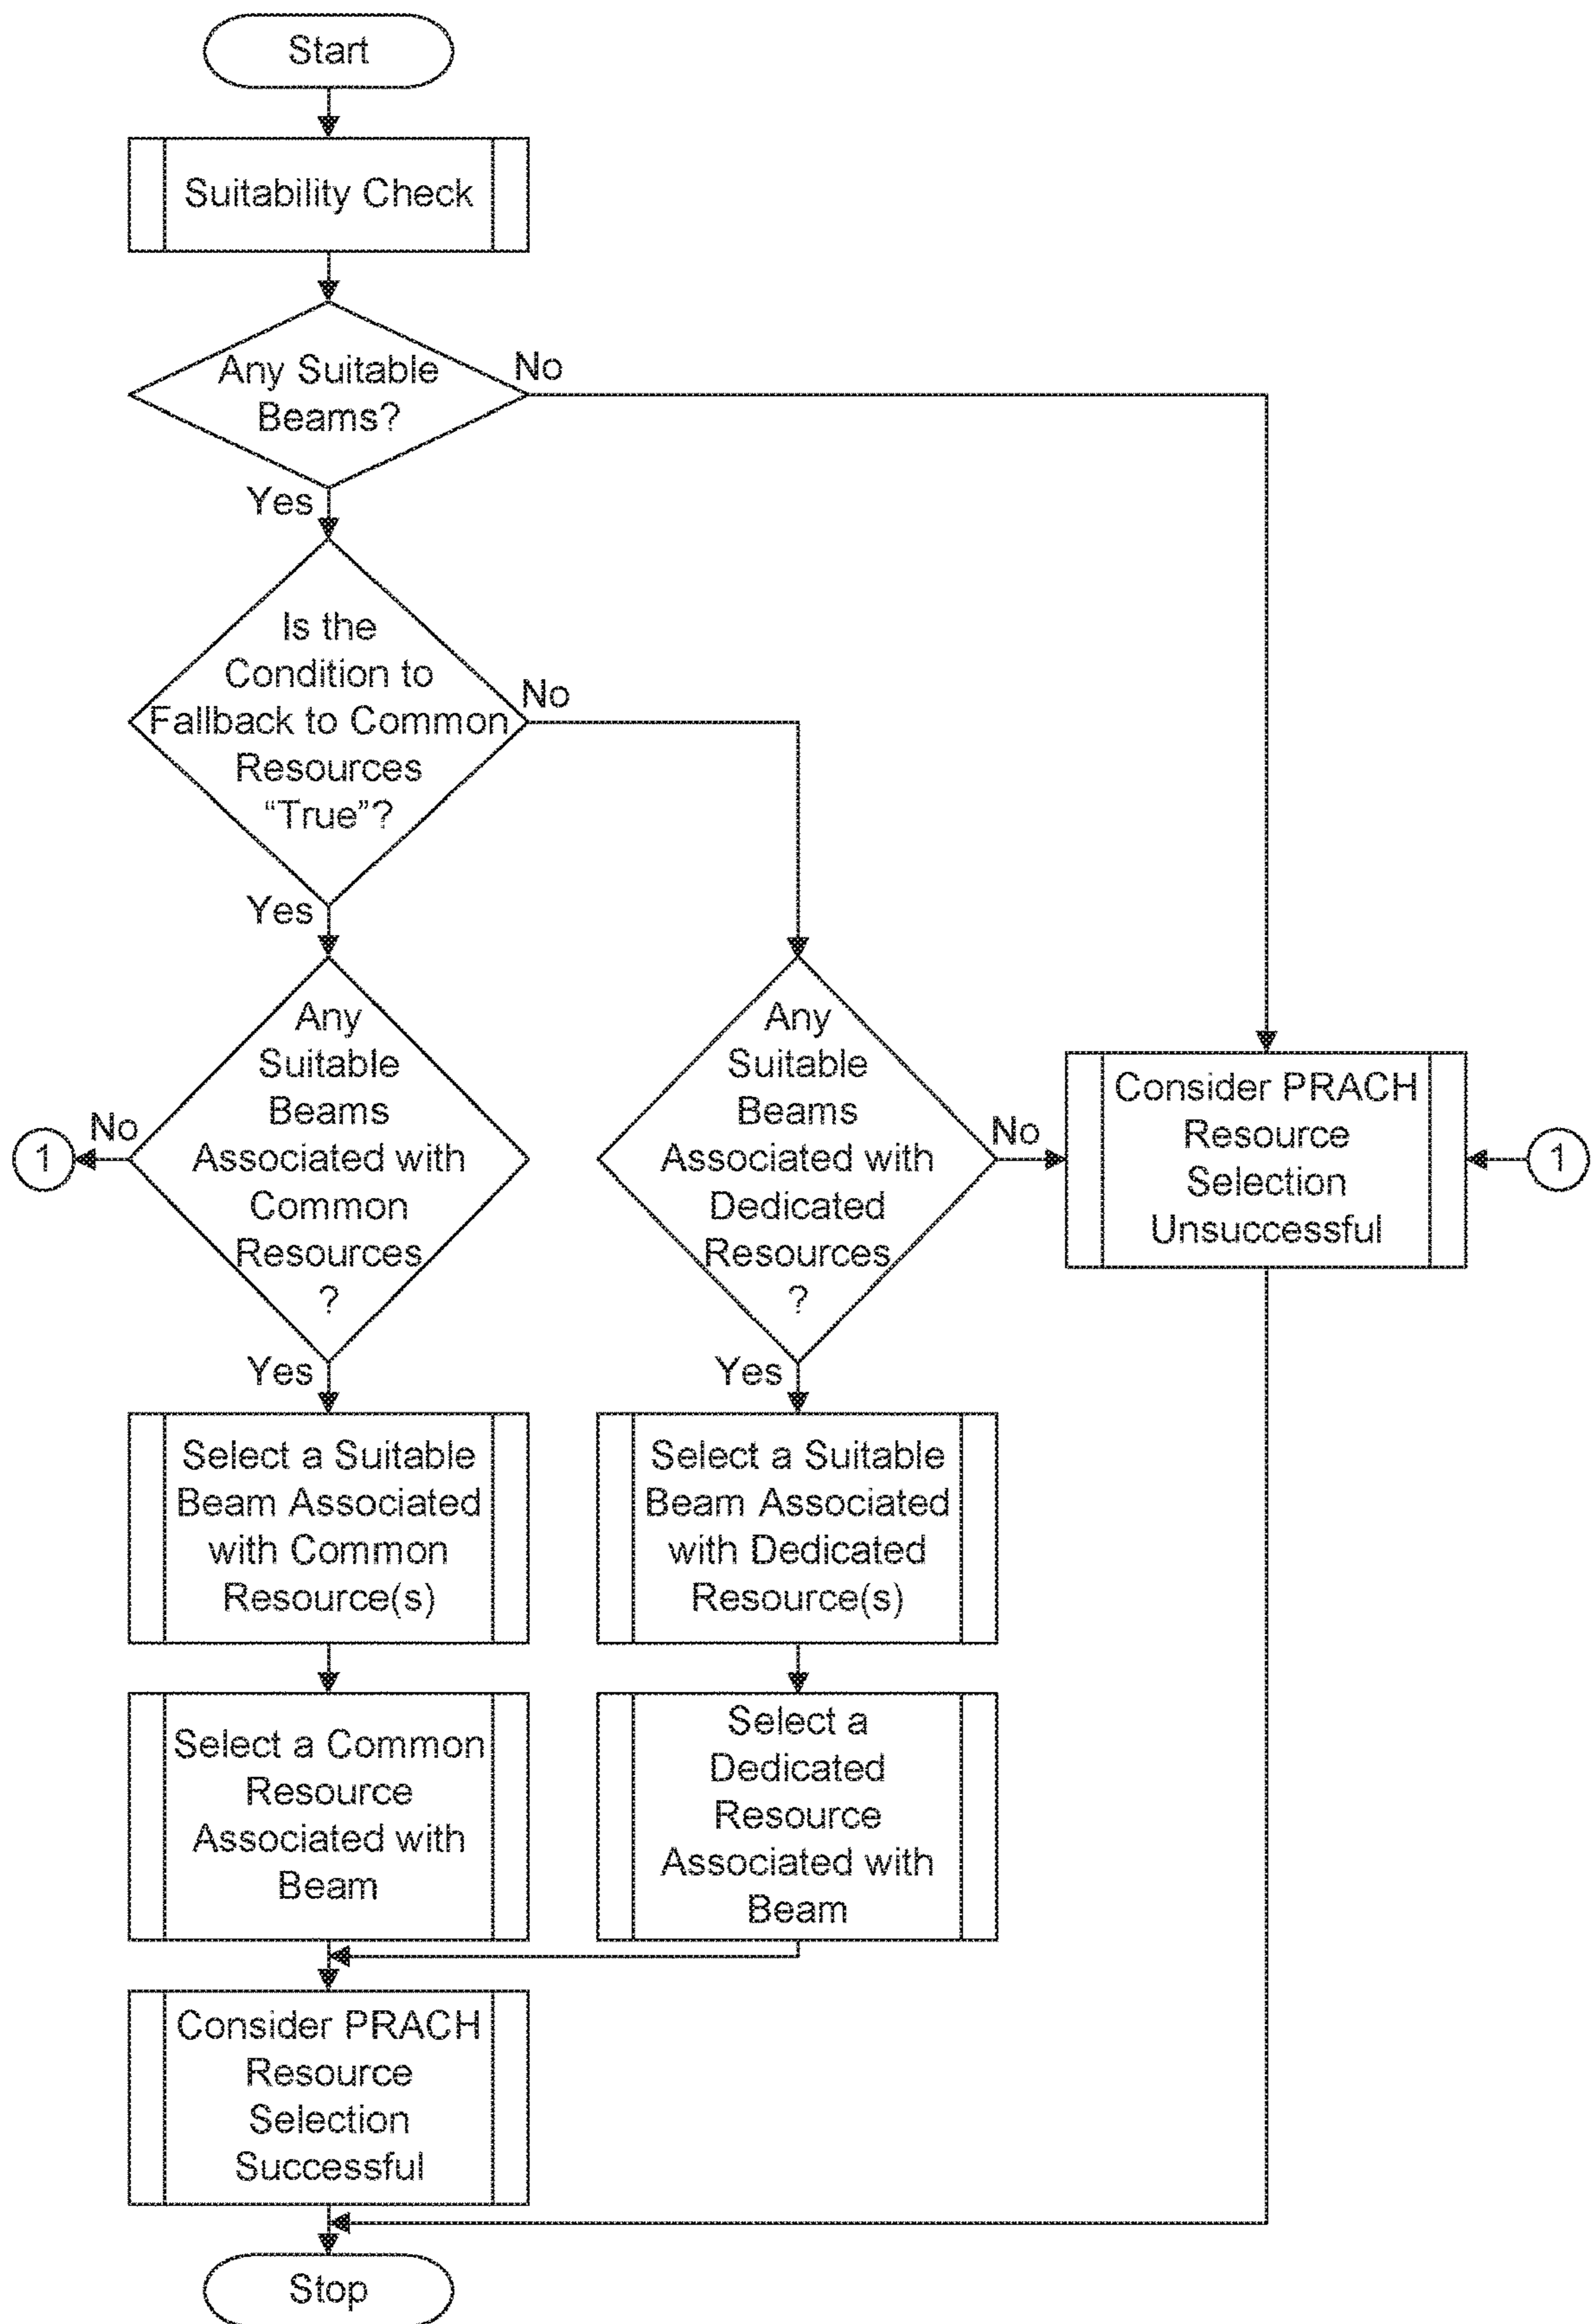 Start
Suitability Check
Any Suitable
Beams?
No
Yes
Is the
Condition to
Fallback to Common
Resources
“True”?
No
Yes
Any
Suitable
Beams
Associated with
Common
Resources
?
No
1
Yes
Any
Suitable
Beams
Associated with
Dedicated
Resources
?
No
Yes
Consider PRACH
Resource
Selection
Unsuccessful
1
Select a Suitable
Beam Associated
with Common
Resource(s)
Select a Suitable
Beam Associated
with Dedicated
Resource(s)
Select a Common
Resource
Associated with
Beam
Select a
Dedicated
Resource
Associated with
Beam
Consider PRACH
Resource
Selection
Successful
Stop